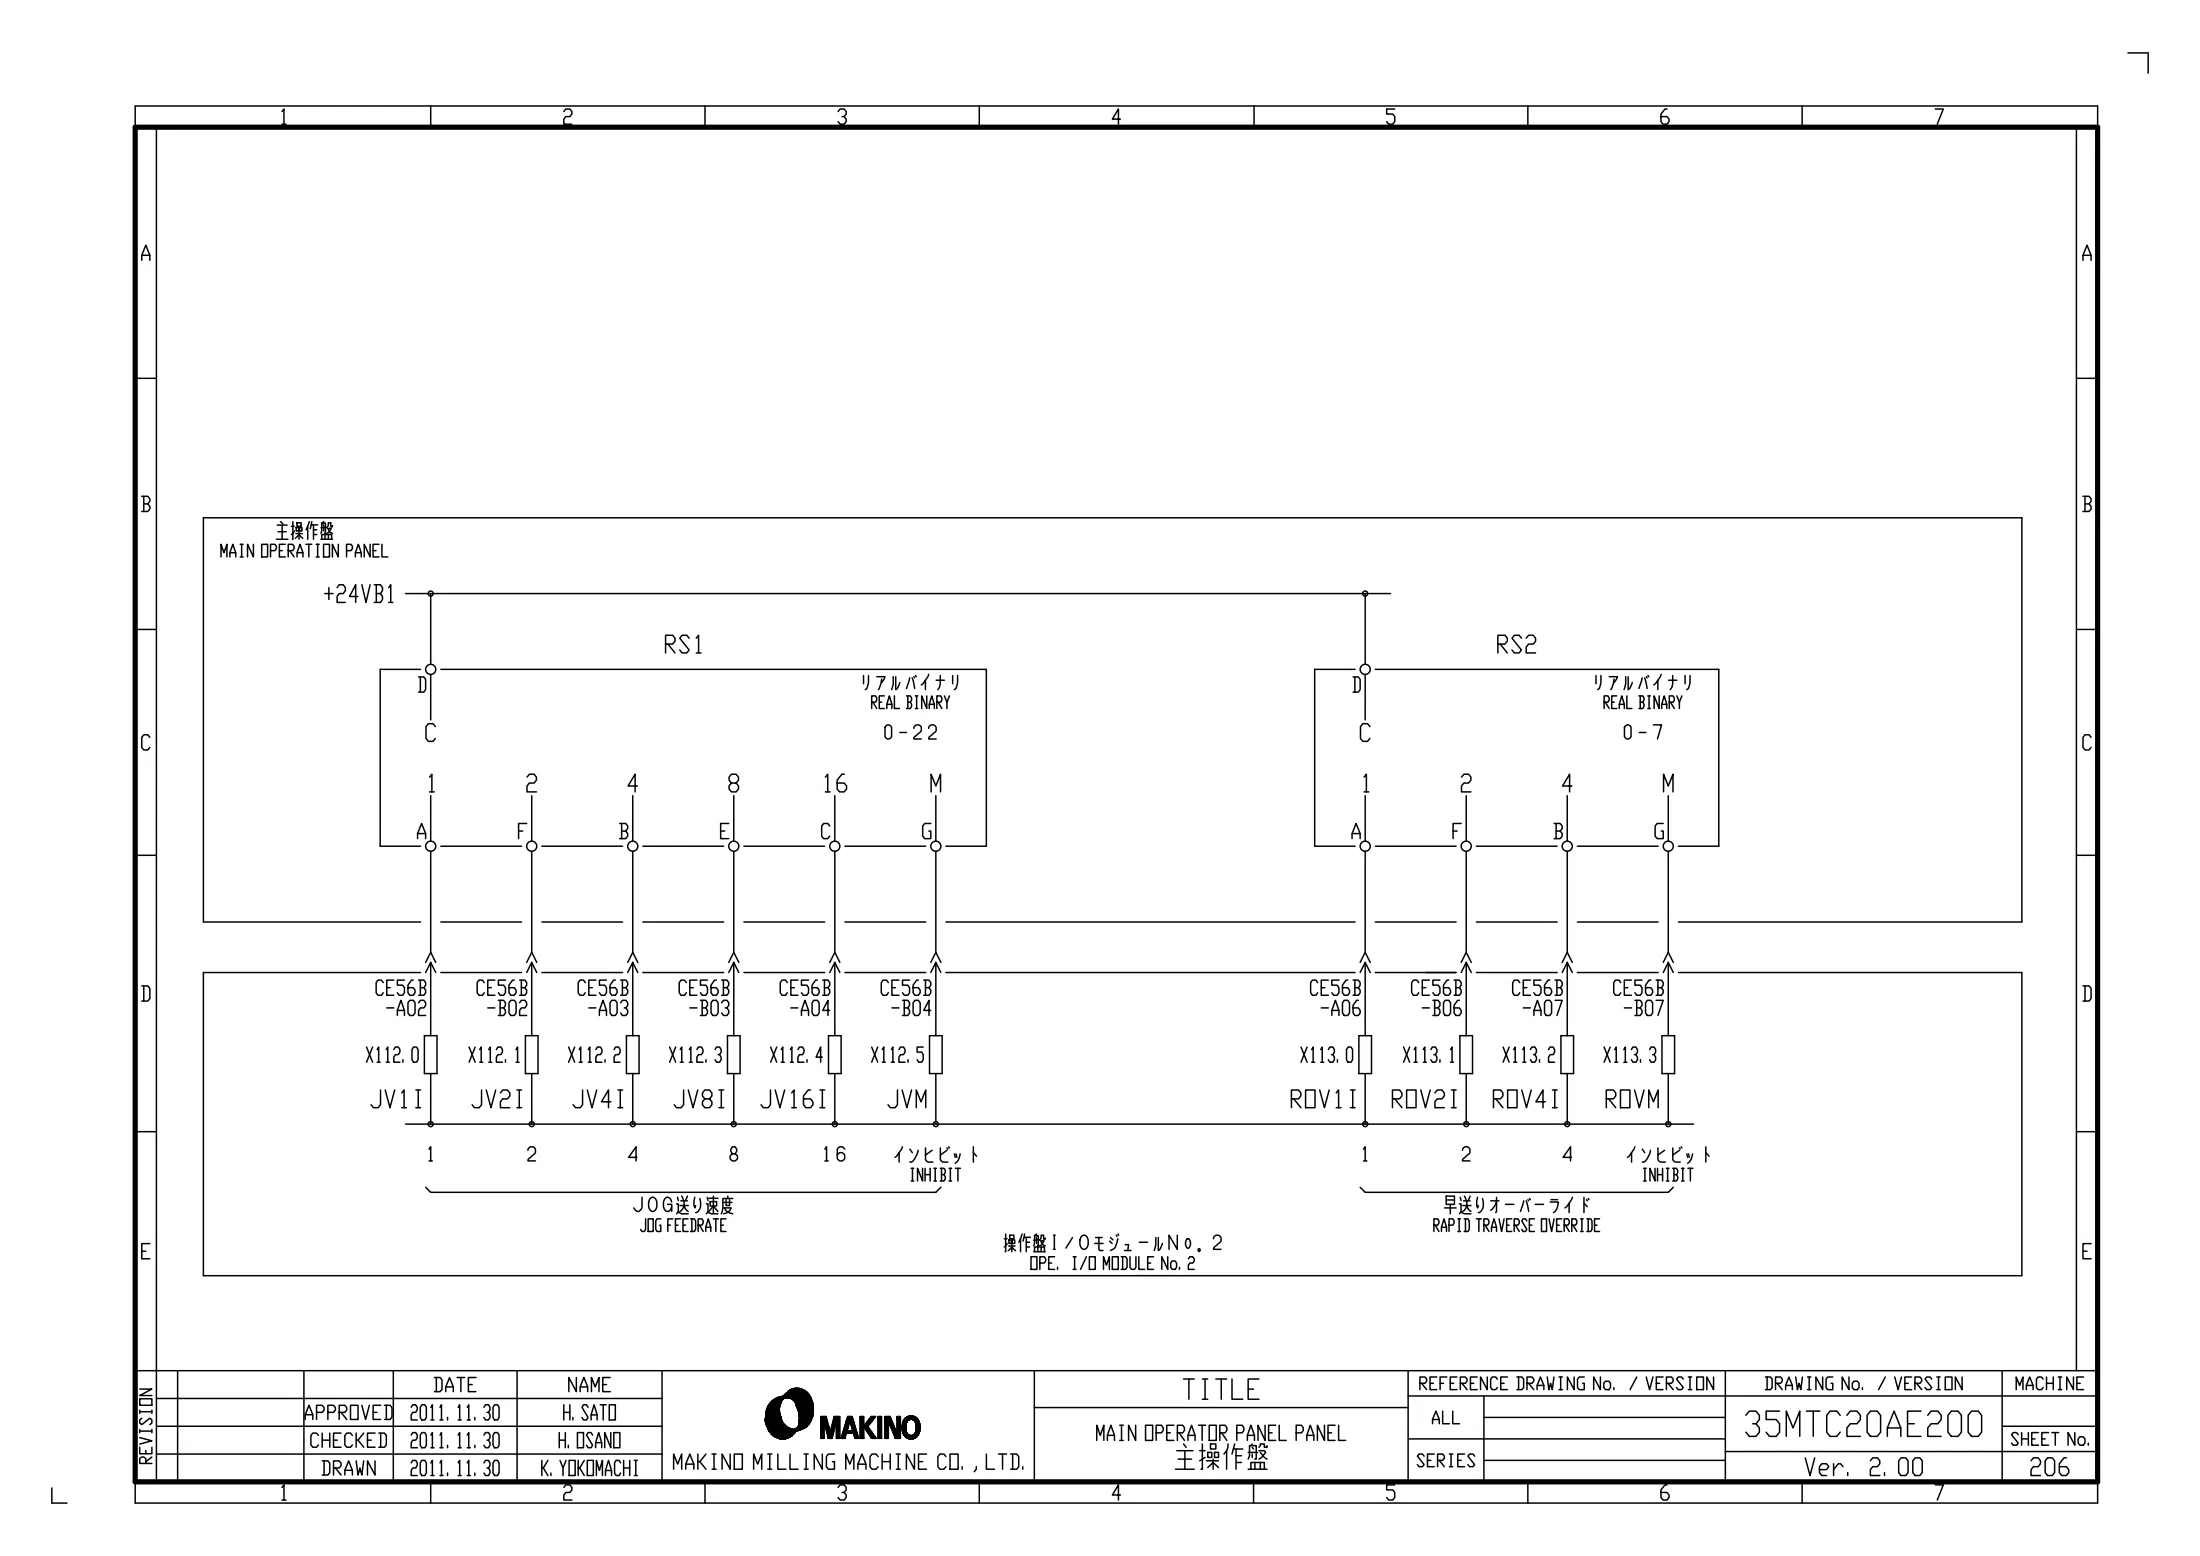 1 2 3 4 5 6 7
A A
B B
主操作盤
MAIN OPERATION PANEL
+24VB1
RS1 RS2
D リアルバイナリ D リアルバイナリ
REAL BINARY REAL BINARY
C 0-22 C 0-7
C C
1 2 4 8 16 M 1 2 4 M
A F B E C G A F B G
D D
CE56B CE56B CE56B CE56B CE56B CE56B CE56B CE56B CE56B CE56B
-A02 -B02 -A03 -B03 -A04 -B04 -A06 -B06 -A07 -B07
X112.0 X112.1 X112.2 X112.3 X112.4 X112.5 X113.0 X113.1 X113.2 X113.3
JV1I JV2I JV4I JV8I JV16I JVM ROV1I ROV2I ROV4I ROVM
1 2 4 8 16 インヒビット 1 2 4 インヒビット
INHIBIT INHIBIT
JOG送り速度 早送りオーバーライド
JOG FEEDRATE RAPID TRAVERSE OVERRIDE
E E
操作盤I/OモジュールNo.2
OPE. I/O MODULE No.2
REVISION
DATE NAME
APPROVED 2011.11.30 H.SATO
CHECKED 2011.11.30 H.OSANO
DRAWN 2011.11.30 K.YOKOMACHI
MAKINO
MAKINO MILLING MACHINE CO.,LTD.
TITLE
MAIN OPERATOR PANEL PANEL
主操作盤
REFERENCE DRAWING No. / VERSION
ALL
SERIES
DRAWING No. / VERSION
35MTC20AE200
Ver. 2.00
MACHINE
SHEET No.
206
1 2 3 4 5 6 7